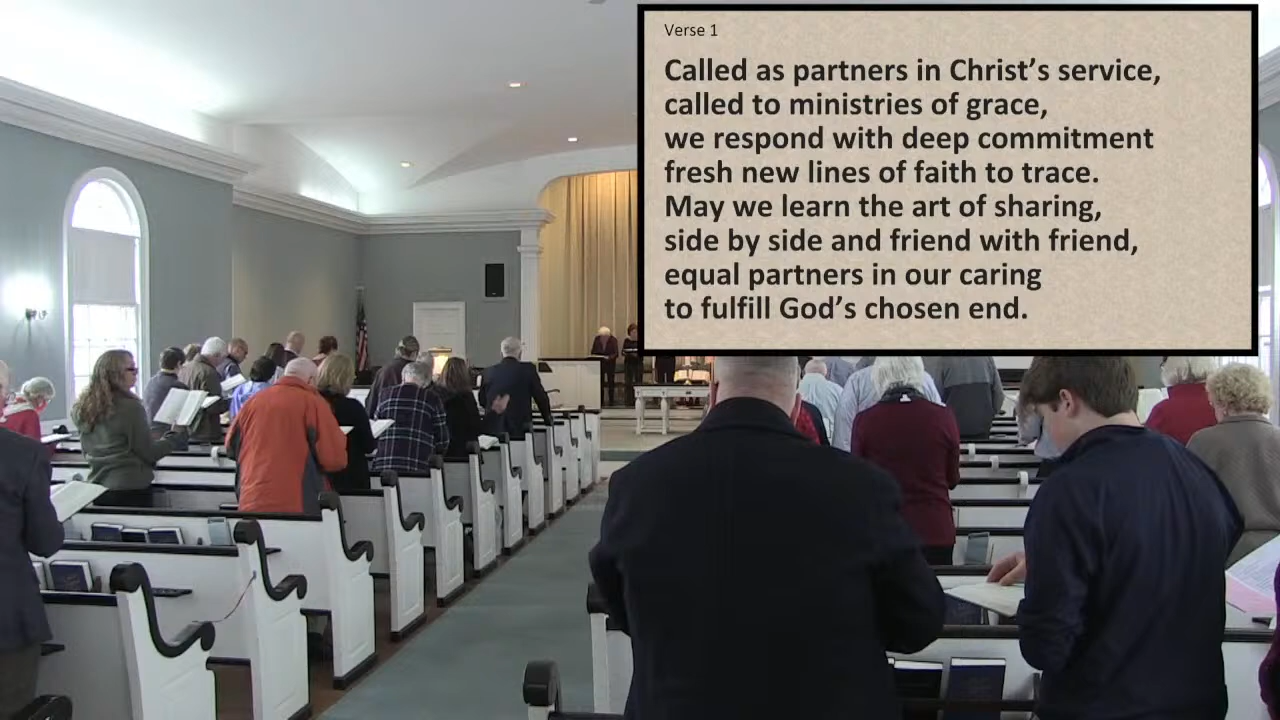 Verse 1
Called as partners in Christ’s service,
called to ministries of grace,
we respond with deep commitment
fresh new lines of faith to trace.
May we learn the art of sharing,
side by side and friend with friend,
equal partners in our caring
to fulfill God’s chosen end.